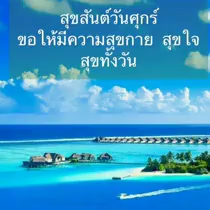 สุขสันต์วันศุกร์
ขอให้มีความสุขกาย สุขใจ
สุขทั้งวัน